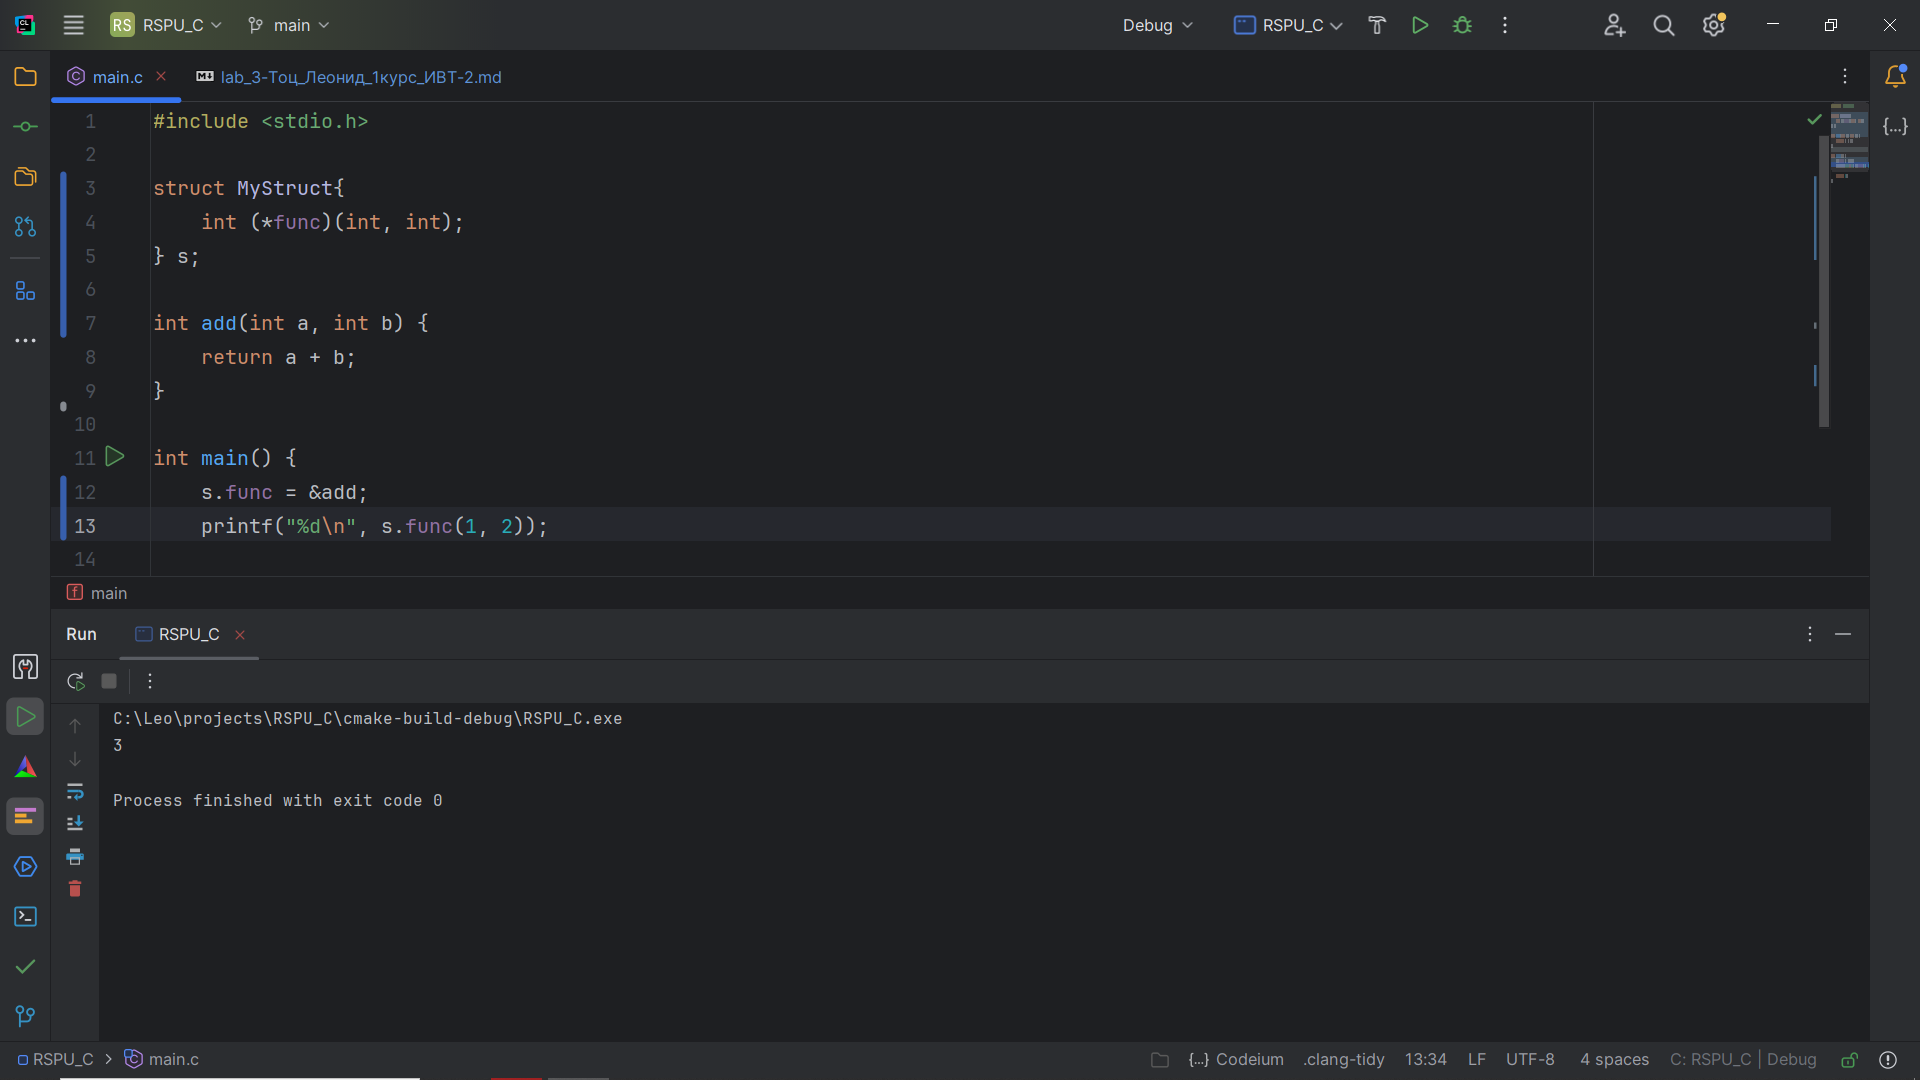 RS RSPU_C main Debug RSPU_C
main.c lab_3-Тоц_Леонид_1курс_ИВТ-2.md
1 #include <stdio.h>
2
3 struct MyStruct{
4 int (*func)(int, int);
5 } s;
6
7 int add(int a, int b) {
8 return a + b;
9 }
10
11 int main() {
12 s.func = &add;
13 printf("%d\n", s.func(1, 2));
14
f main
Run RSPU_C
C:\Leo\projects\RSPU_C\cmake-build-debug\RSPU_C.exe
3
Process finished with exit code 0
RSPU_C > main.c {...} Codeium .clang-tidy 13:34 LF UTF-8 4 spaces C: RSPU_C | Debug